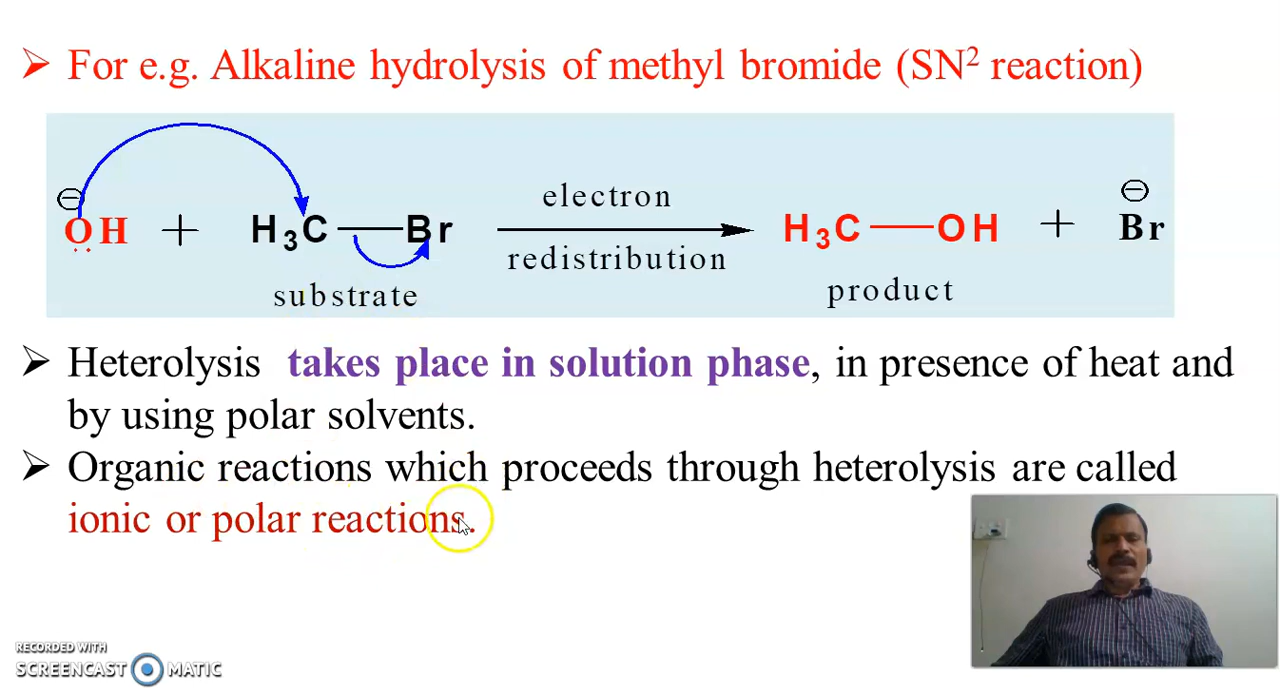 ➢ For e.g. Alkaline hydrolysis of methyl bromide (SN² reaction)
⊖ OH + H₃C—Br electron redistribution H₃C—OH + ⊖ Br
substrate product
➢ Heterolysis takes place in solution phase, in presence of heat and
by using polar solvents.
➢ Organic reactions which proceeds through heterolysis are called
ionic or polar reactions.
RECORDED WITH
SCREENCAST MATIC